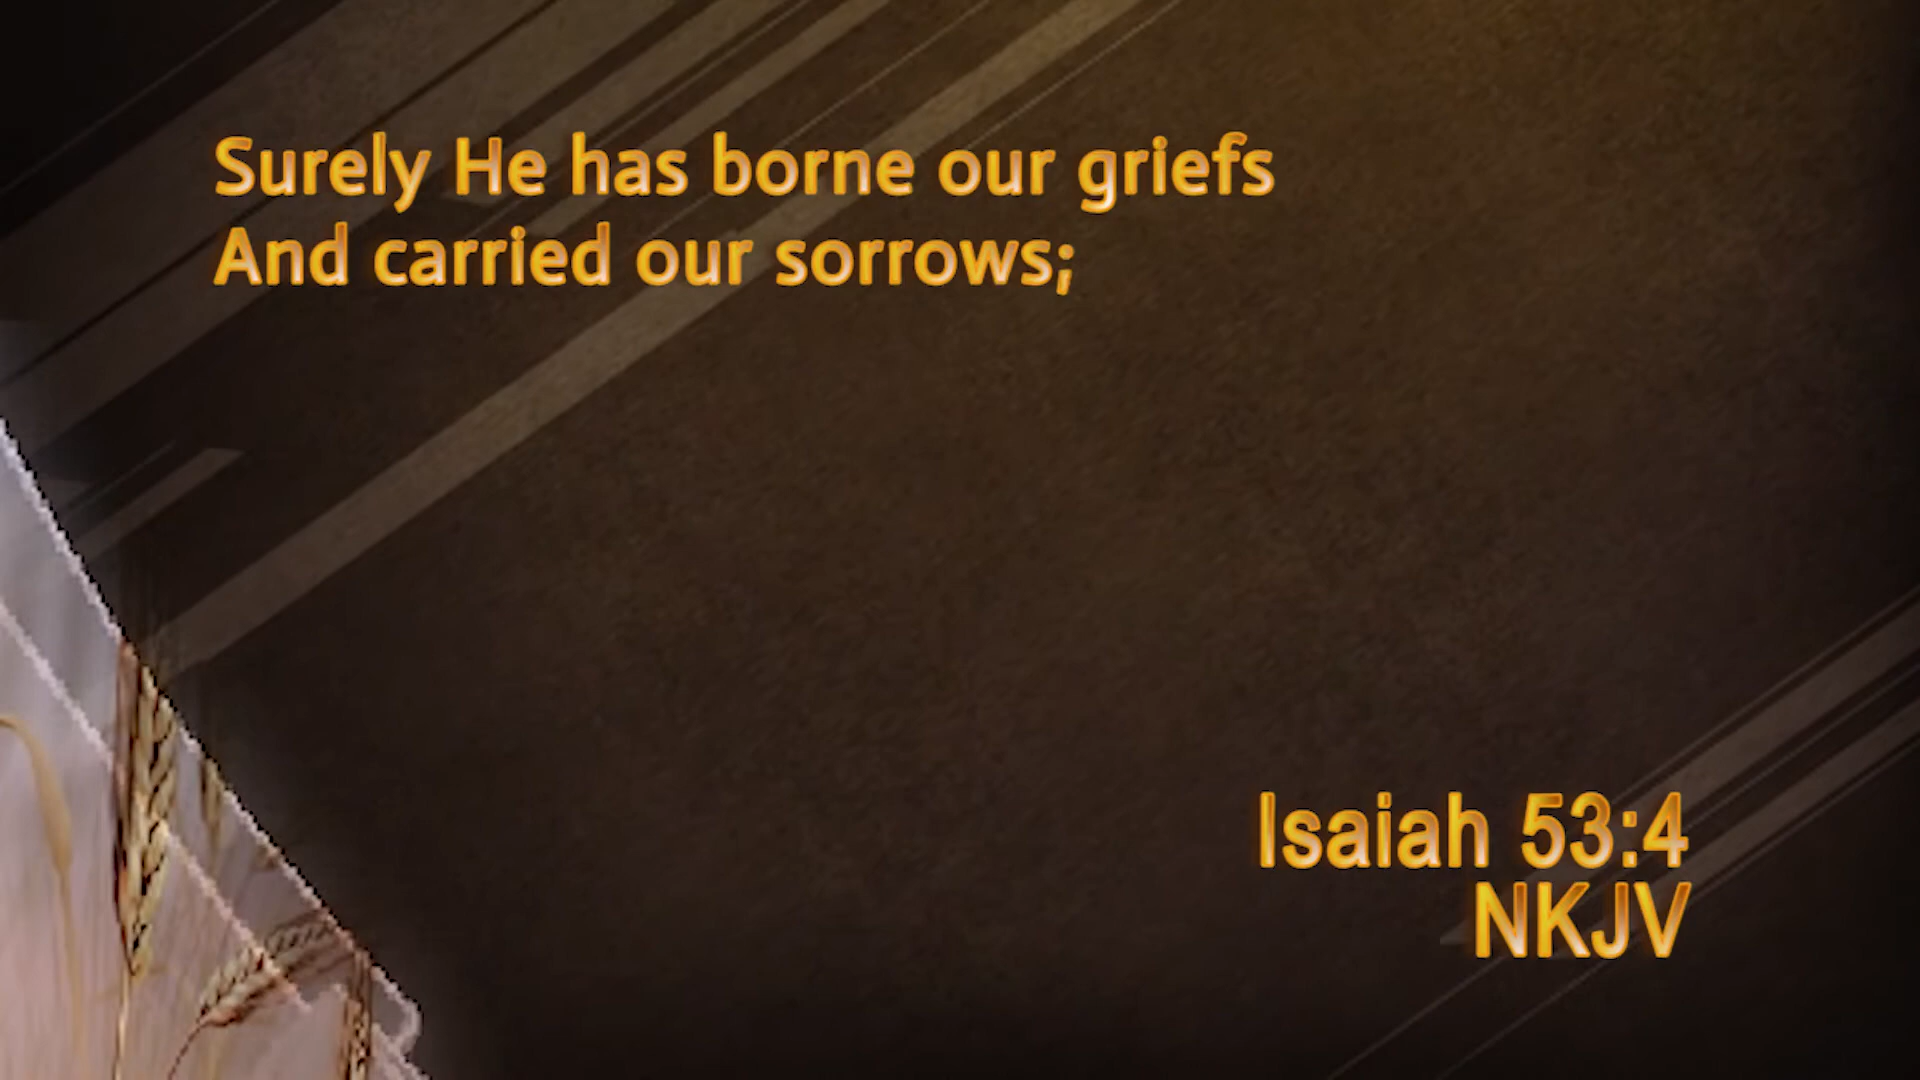 Surely He has borne our griefs
And carried our sorrows;
Isaiah 53:4
NKJV